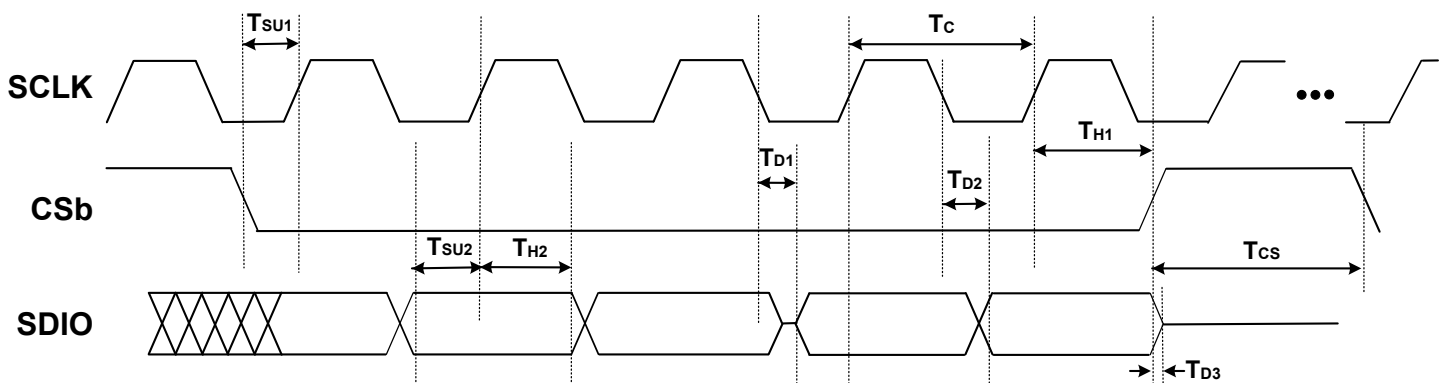 TSU1
TC
SCLK
•••
TH1
TD1
TD2
CSb
TSU2
TH2
TCS
SDIO
TD3